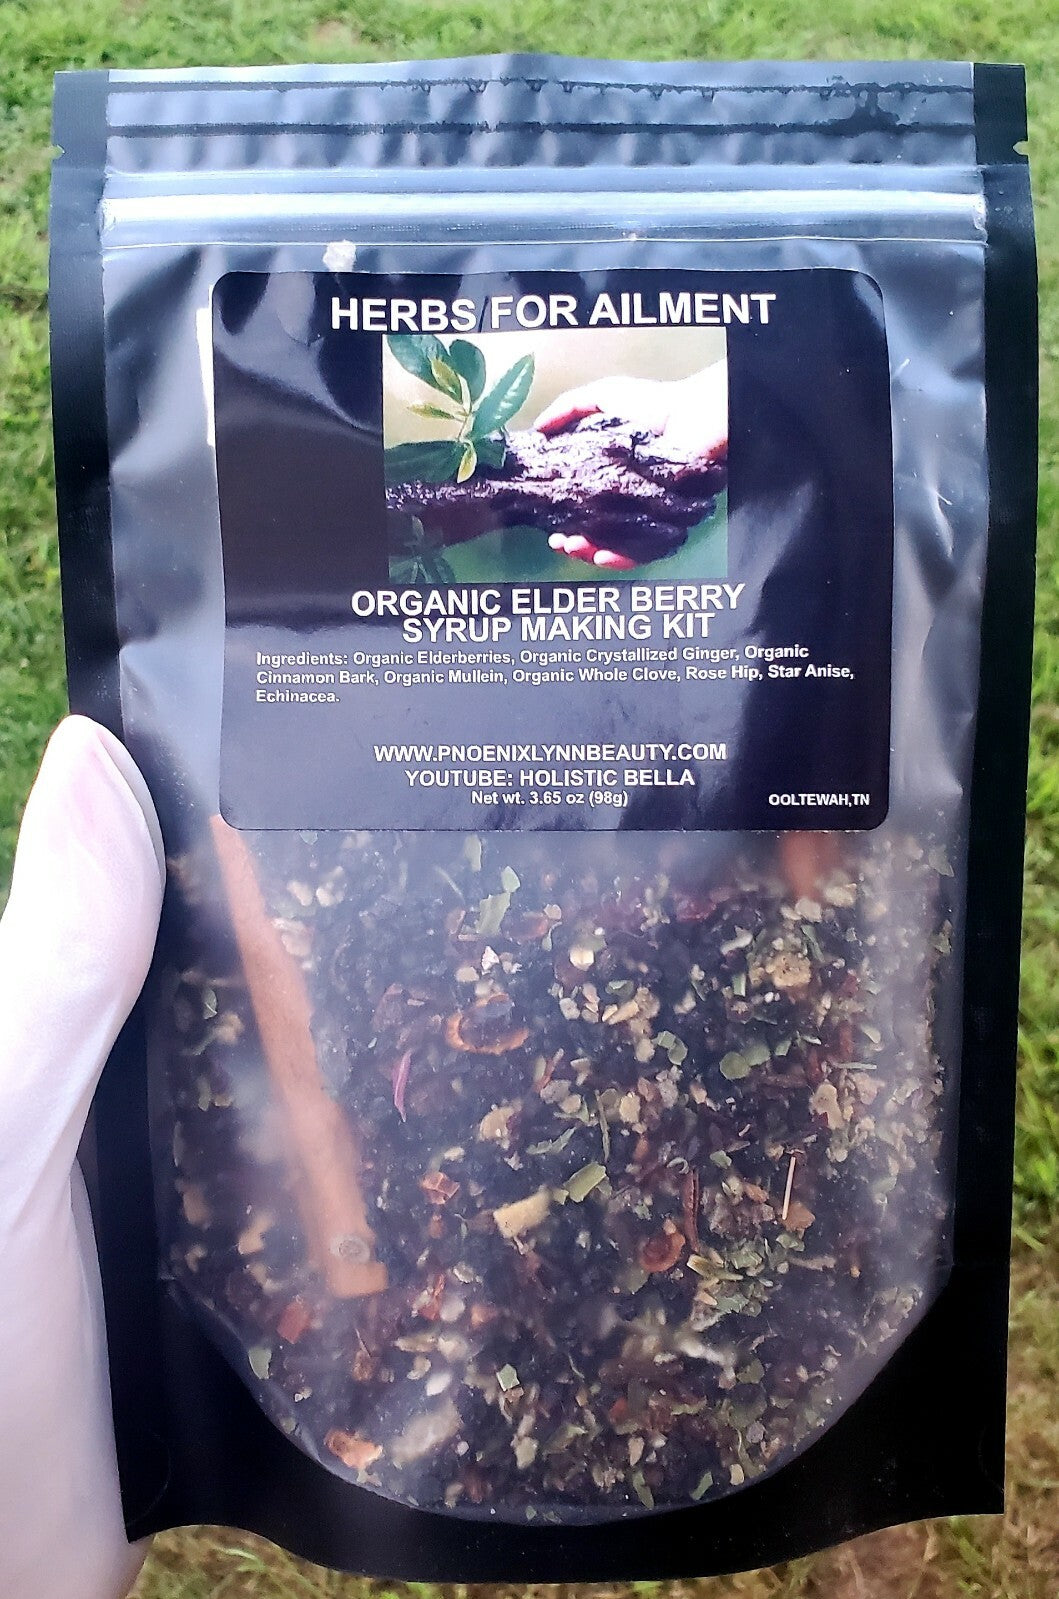 HERBS FOR AILMENT
ORGANIC ELDER BERRY
SYRUP MAKING KIT
Ingredients: Organic Elderberries, Organic Crystallized Ginger, Organic
Cinnamon Bark, Organic Mullein, Organic Whole Clove, Rose Hip, Star Anise,
Echinacea.
WWW.PNOENIXLYNNBEAUTY.COM
YOUTUBE: HOLISTIC BELLA
Net wt. 3.65 oz (98g)
OOLTEWAH,TN